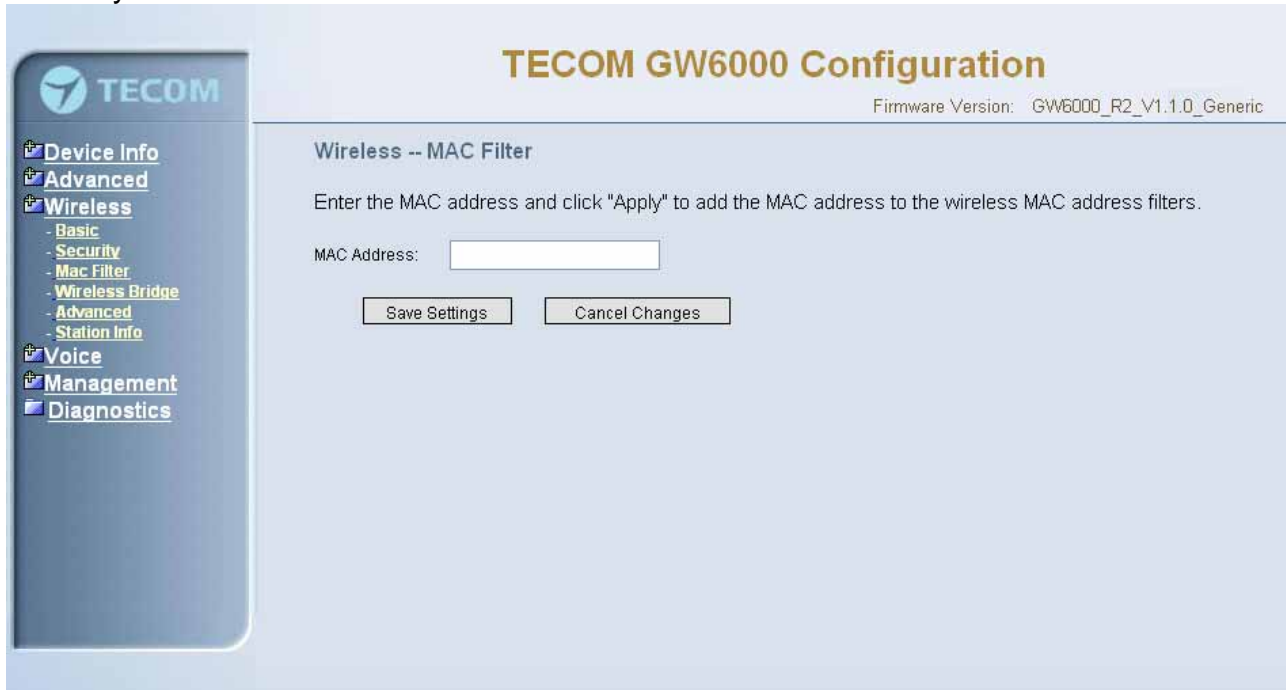 TECOM
TECOM GW6000 Configuration
Firmware Version: GW6000_R2_V1.1.0_Generic
Device Info
Advanced
Wireless
- Basic
- Security
- Mac Filter
- Wireless Bridge
- Advanced
- Station Info
Voice
Management
Diagnostics
Wireless -- MAC Filter
Enter the MAC address and click "Apply" to add the MAC address to the wireless MAC address filters.
MAC Address:
Save Settings Cancel Changes